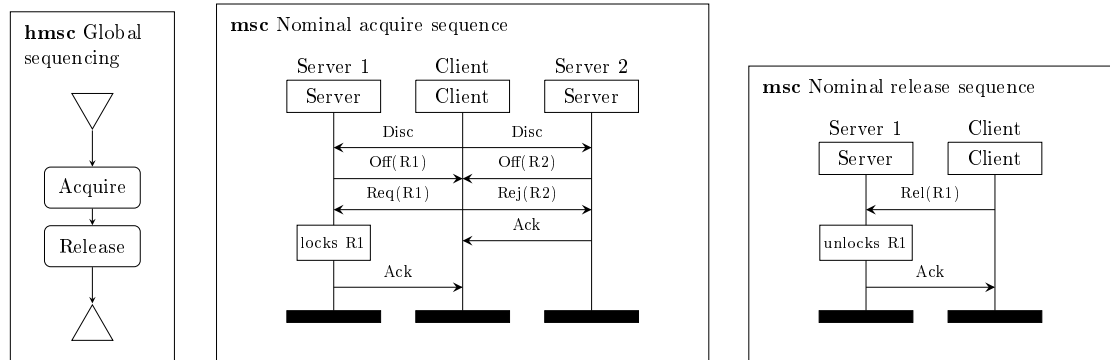 hmsc Global
sequencing
Acquire
Release
msc Nominal acquire sequence
Server 1 Client Server 2
Server Client Server
Disc Disc
Off(R1) Off(R2)
Req(R1) Rej(R2)
Ack
locks R1
Ack
msc Nominal release sequence
Server 1 Client
Server Client
Rel(R1)
unlocks R1
Ack